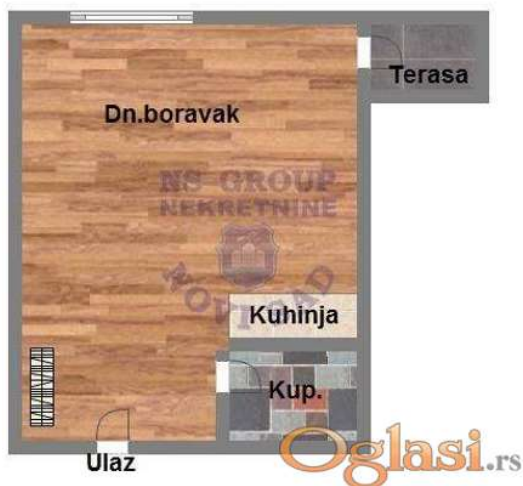 Terasa
Dn.boravak
NS GROUP
NEKRETNINE
NOVI SAD
Kuhinja
Kup.
Ulaz
Oglasi.rs